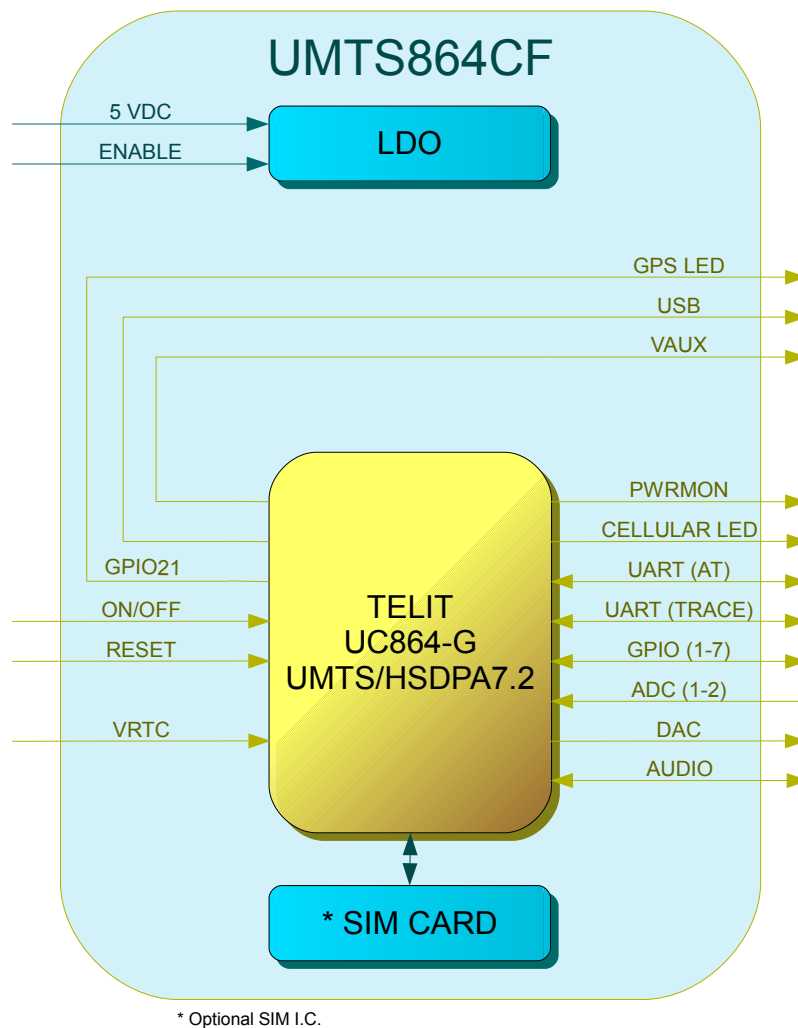 UMTS864CF
5 VDC
LDO
ENABLE
GPS LED
USB
VAUX
PWRMON
CELLULAR LED
GPIO21
UART (AT)
ON/OFF
TELIT
UC864-G
UMTS/HSDPA7.2
UART (TRACE)
RESET
GPIO (1-7)
ADC (1-2)
VRTC
DAC
AUDIO
* SIM CARD
* Optional SIM I.C.